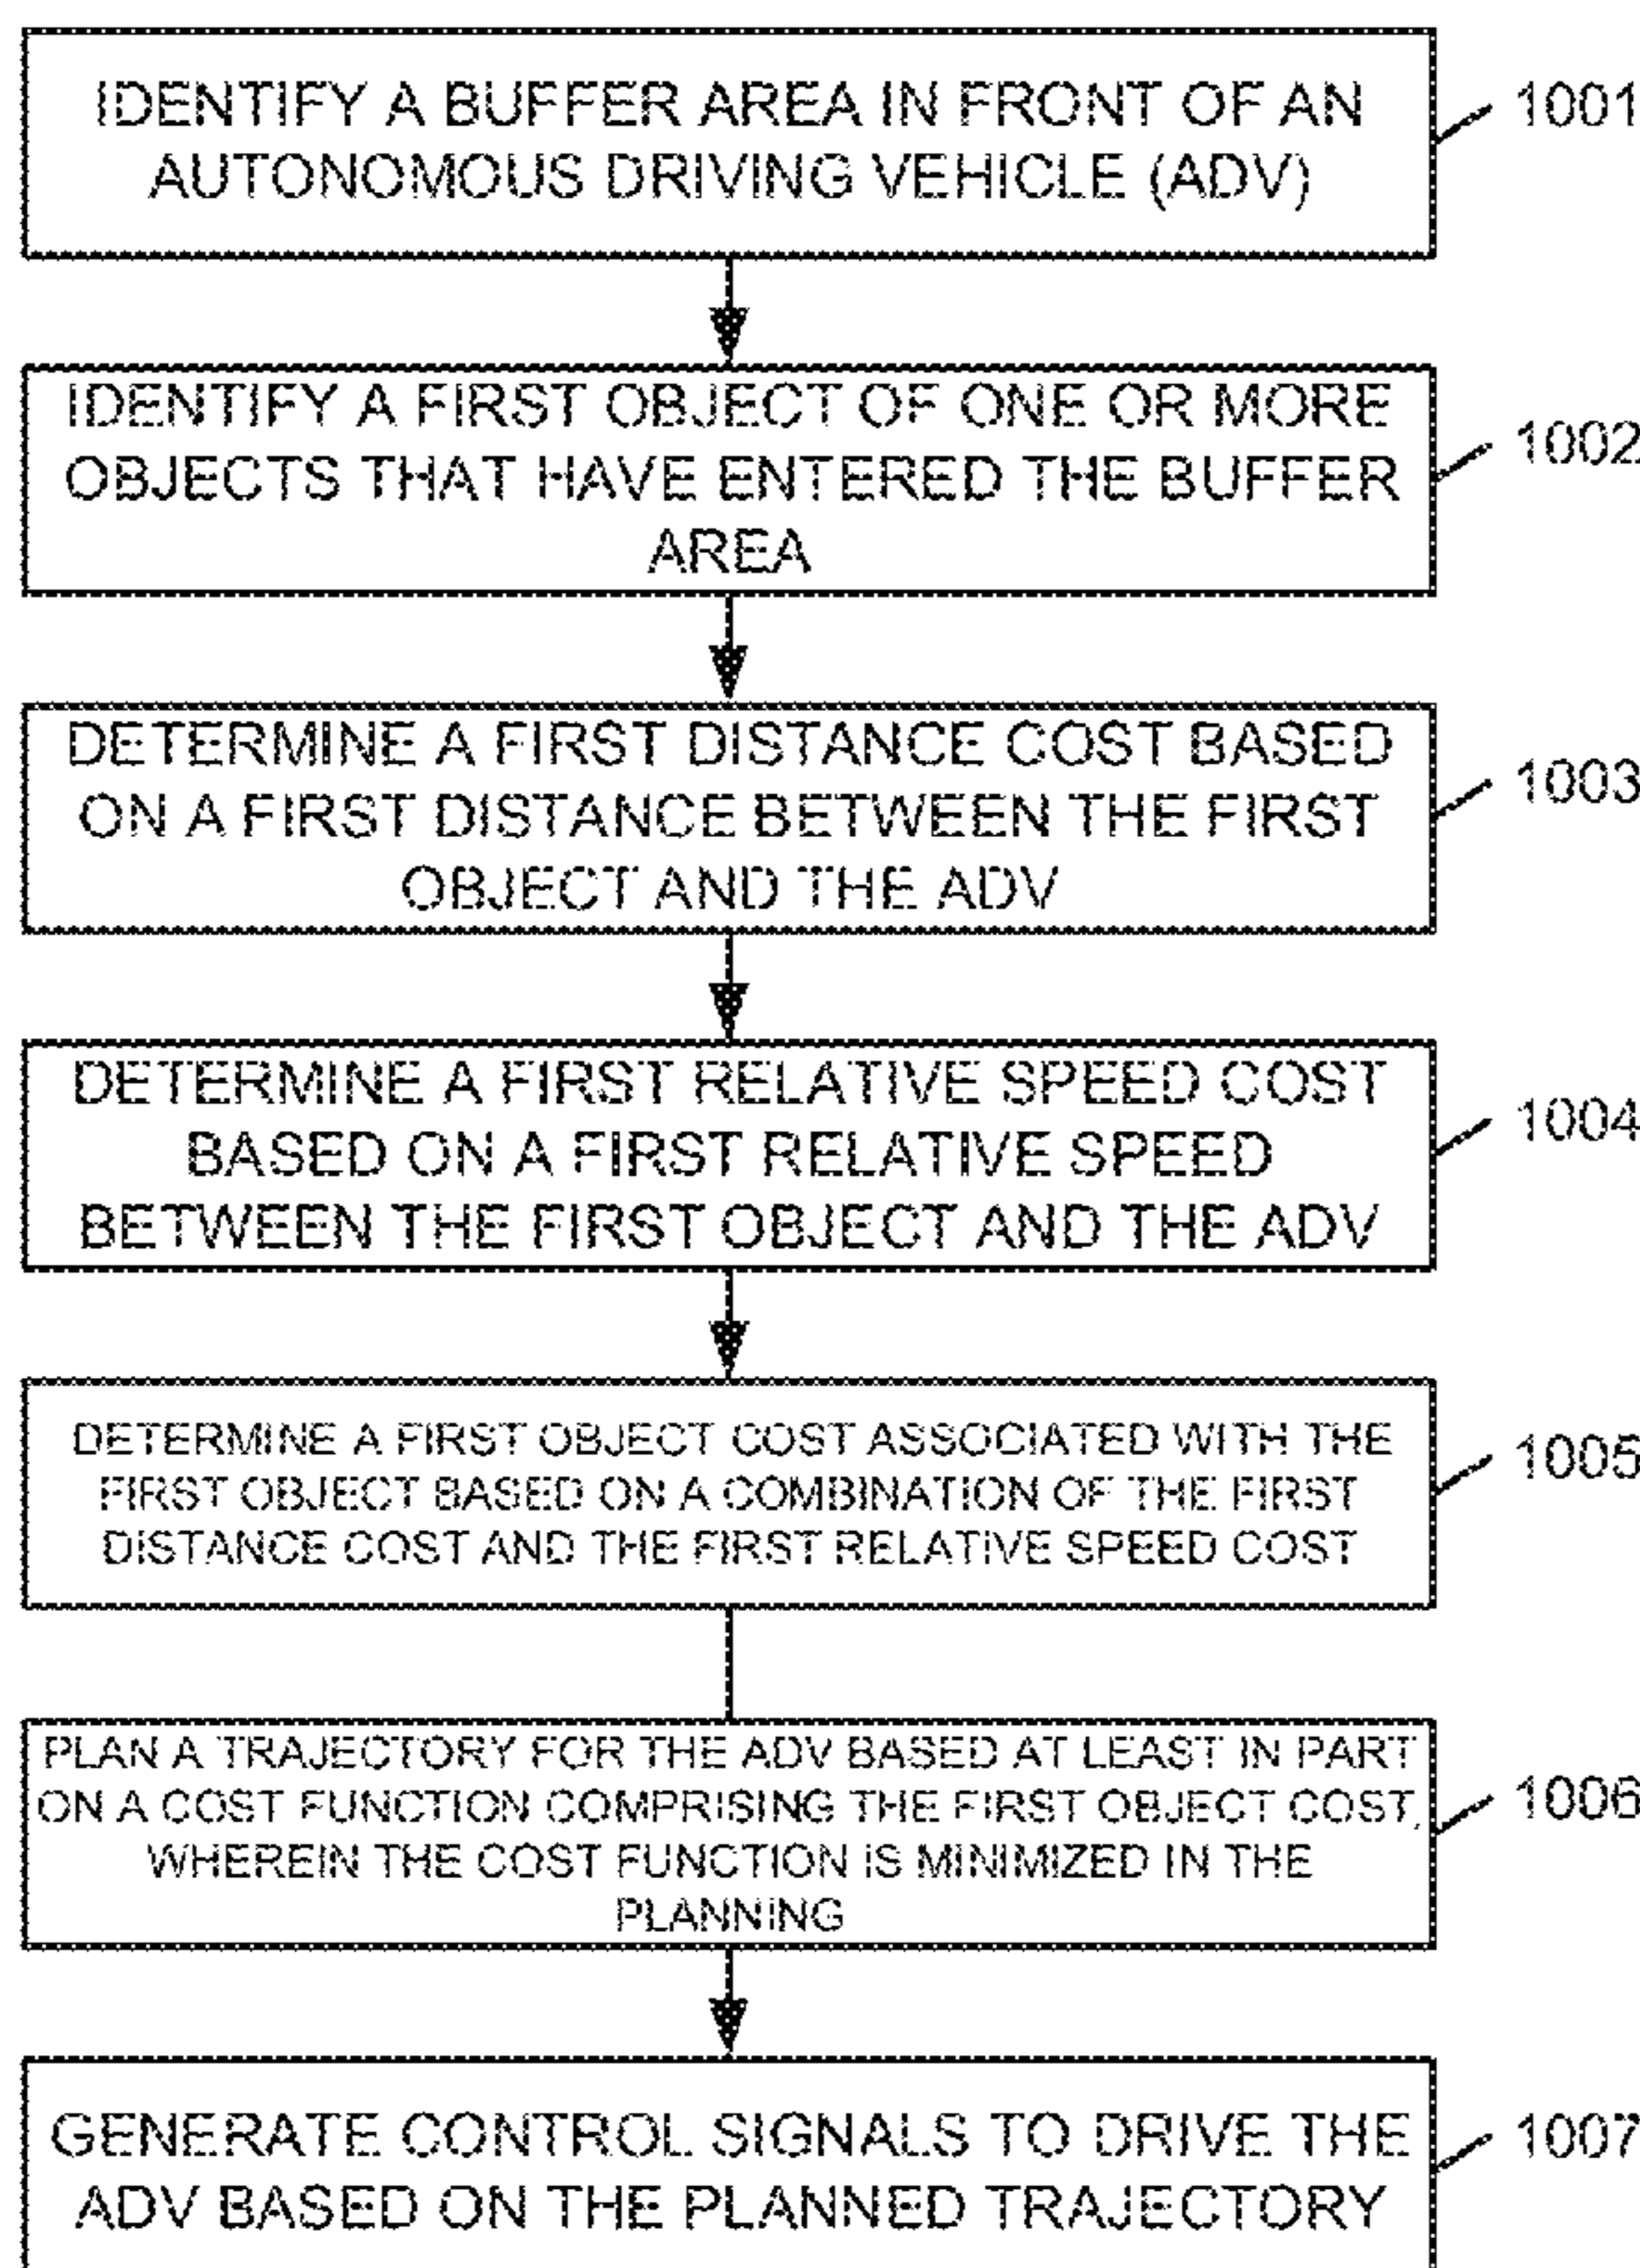 IDENTIFY A BUFFER AREA IN FRONT OF AN
AUTONOMOUS DRIVING VEHICLE (ADV)
1001
IDENTIFY A FIRST OBJECT OF ONE OR MORE
OBJECTS THAT HAVE ENTERED THE BUFFER
AREA
1002
DETERMINE A FIRST DISTANCE COST BASED
ON A FIRST DISTANCE BETWEEN THE FIRST
OBJECT AND THE ADV
1003
DETERMINE A FIRST RELATIVE SPEED COST
BASED ON A FIRST RELATIVE SPEED
BETWEEN THE FIRST OBJECT AND THE ADV
1004
DETERMINE A FIRST OBJECT COST ASSOCIATED WITH THE
FIRST OBJECT BASED ON A COMBINATION OF THE FIRST
DISTANCE COST AND THE FIRST RELATIVE SPEED COST
1005
PLAN A TRAJECTORY FOR THE ADV BASED AT LEAST IN PART
ON A COST FUNCTION COMPRISING THE FIRST OBJECT COST,
WHEREIN THE COST FUNCTION IS MINIMIZED IN THE
PLANNING
1006
GENERATE CONTROL SIGNALS TO DRIVE THE
ADV BASED ON THE PLANNED TRAJECTORY
1007